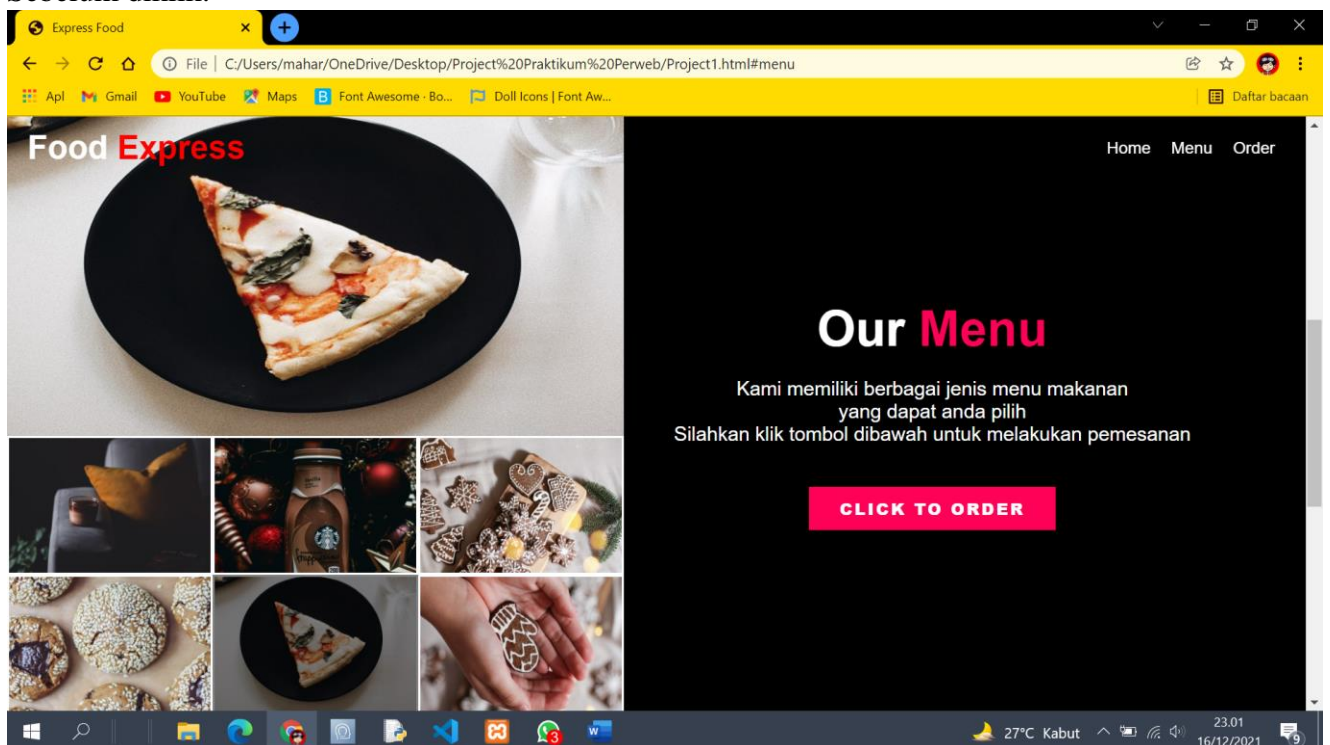 Express Food
File
C:/Users/mahar/OneDrive/Desktop/Project%20Praktikum%20Perweb/Project1.html#menu
Apl Gmail YouTube Maps Font Awesome · Bo... Doll Icons | Font Aw... Daftar bacaan
Food Express
Home Menu Order
Our Menu
Kami memiliki berbagai jenis menu makanan
yang dapat anda pilih
Silahkan klik tombol dibawah untuk melakukan pemesanan
CLICK TO ORDER
27°C Kabut
23.01
16/12/2021